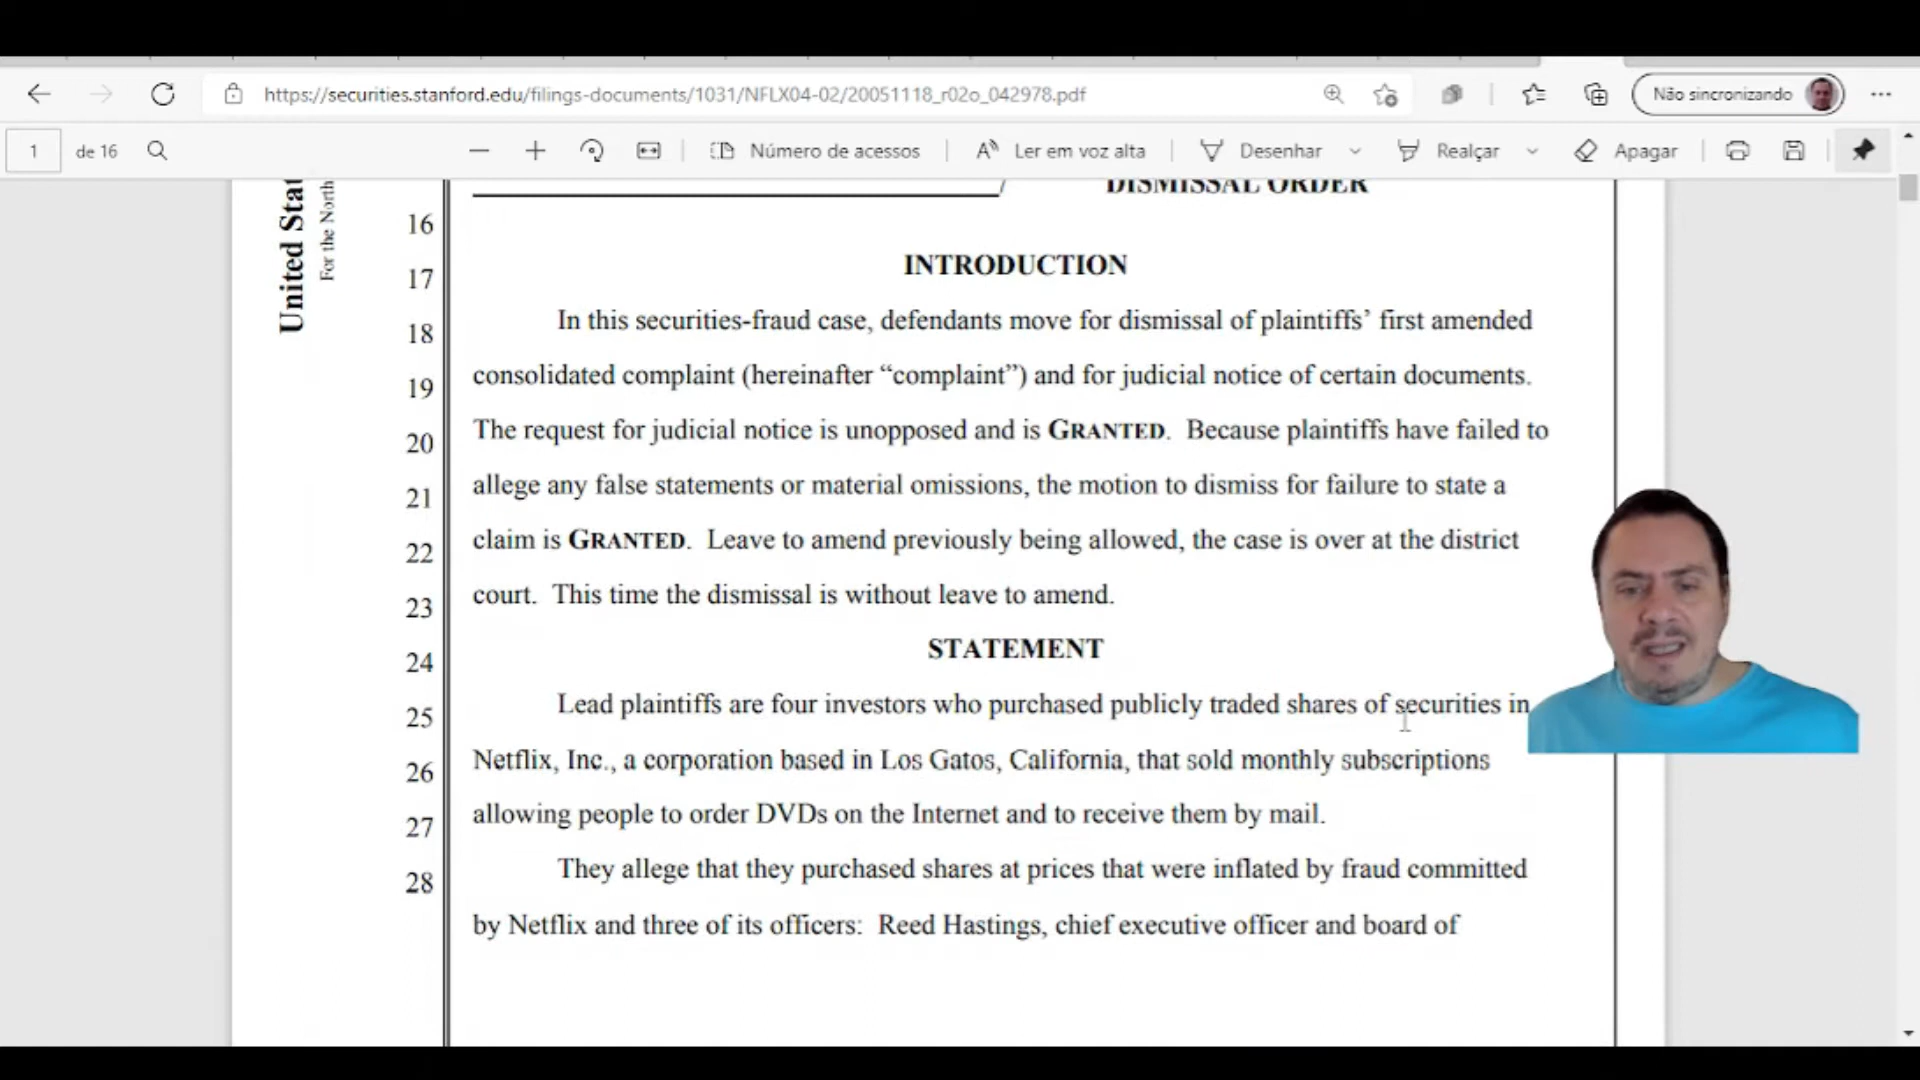 https://securities.stanford.edu/filings-documents/1031/NFLX04-02/20051118_r02o_042978.pdf
Não sincronizando
1 de 16
Número de acessos
Ler em voz alta
Desenhar
Realçar
Apagar
United Sta
For the North
DISMISSAL ORDER
16
INTRODUCTION
17
18 In this securities-fraud case, defendants move for dismissal of plaintiffs’ first amended
19 consolidated complaint (hereinafter “complaint”) and for judicial notice of certain documents.
20 The request for judicial notice is unopposed and is GRANTED. Because plaintiffs have failed to
21 allege any false statements or material omissions, the motion to dismiss for failure to state a
22 claim is GRANTED. Leave to amend previously being allowed, the case is over at the district
23 court. This time the dismissal is without leave to amend.
24 STATEMENT
25 Lead plaintiffs are four investors who purchased publicly traded shares of securities in
26 Netflix, Inc., a corporation based in Los Gatos, California, that sold monthly subscriptions
27 allowing people to order DVDs on the Internet and to receive them by mail.
28 They allege that they purchased shares at prices that were inflated by fraud committed
by Netflix and three of its officers: Reed Hastings, chief executive officer and board of